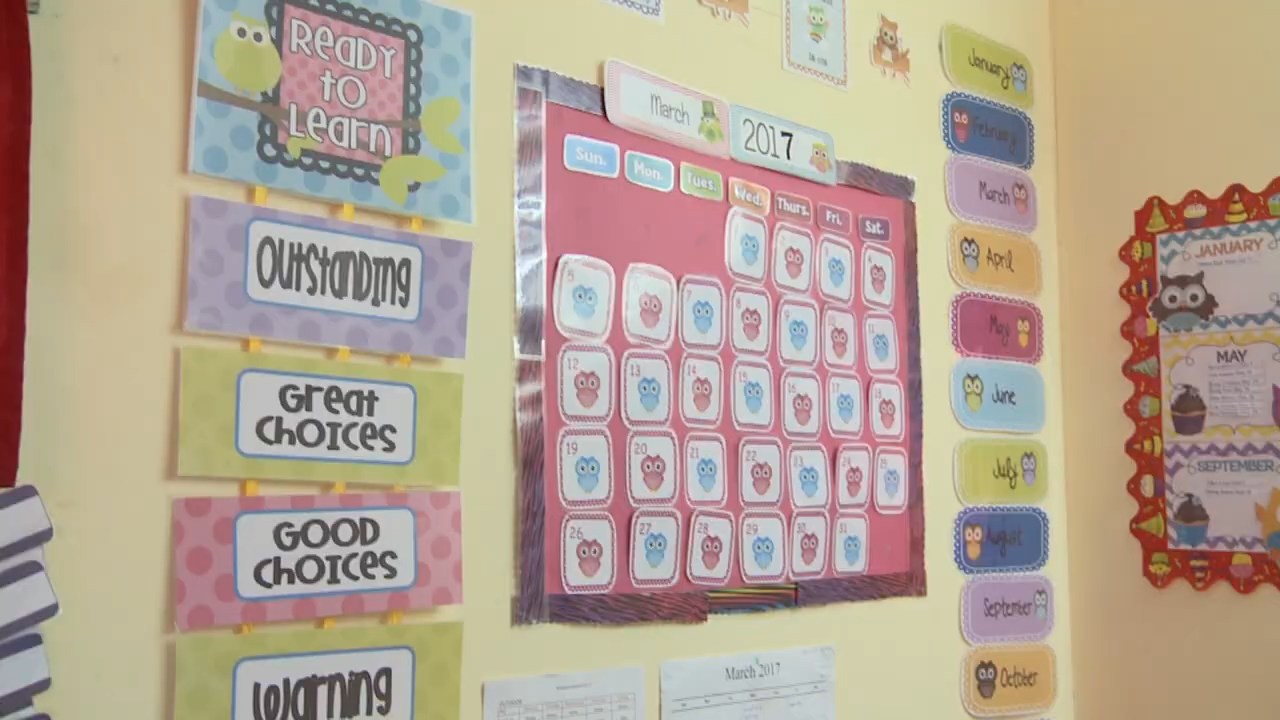 Ready
to
Learn
Outstanding
Great
Choices
Good
Choices
Warning
March
2017
Sun.
Mon.
Tues.
Wed.
Thurs.
Fri.
Sat.
5
7
8
9
10
11
12
13
14
15
16
17
19
20
21
22
23
24
25
26
27
28
29
30
31
March 2017
January
February
March
April
May
June
July
August
September
October
JANUARY
MAY
SEPTEMBER